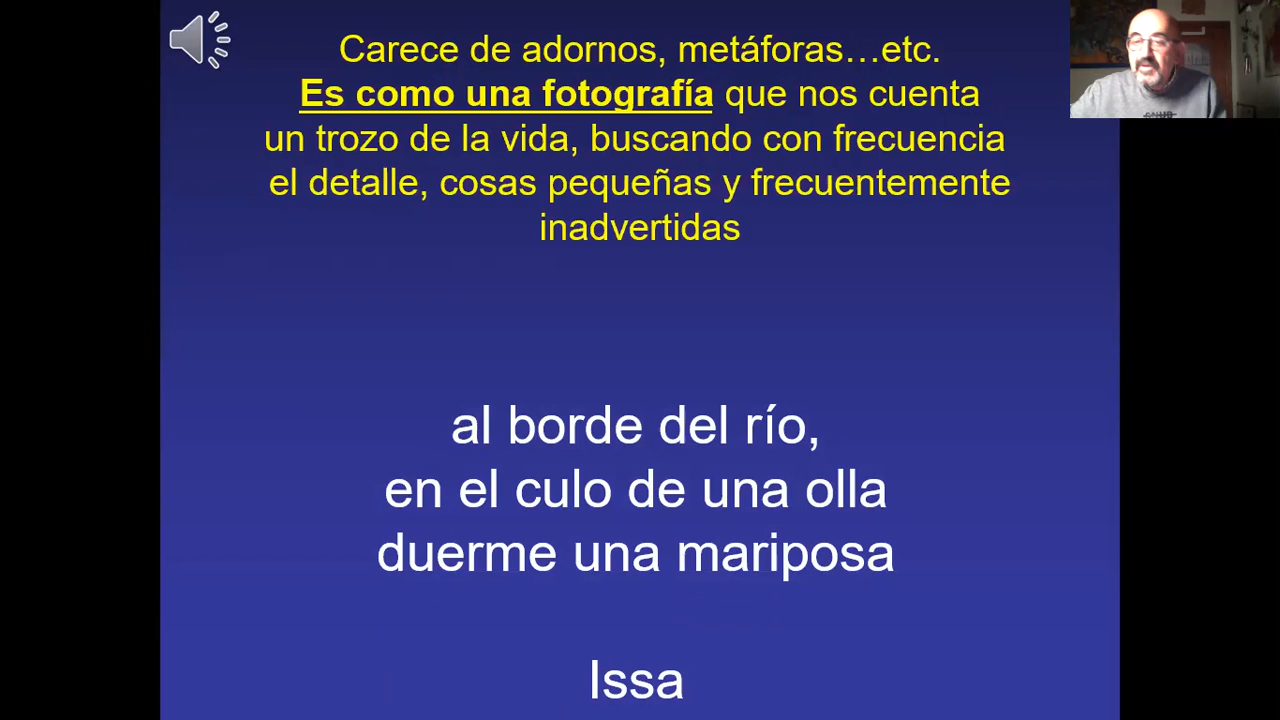 Carece de adornos, metáforas…etc.
Es como una fotografía que nos cuenta
un trozo de la vida, buscando con frecuencia
el detalle, cosas pequeñas y frecuentemente
inadvertidas
al borde del río,
en el culo de una olla
duerme una mariposa
Issa